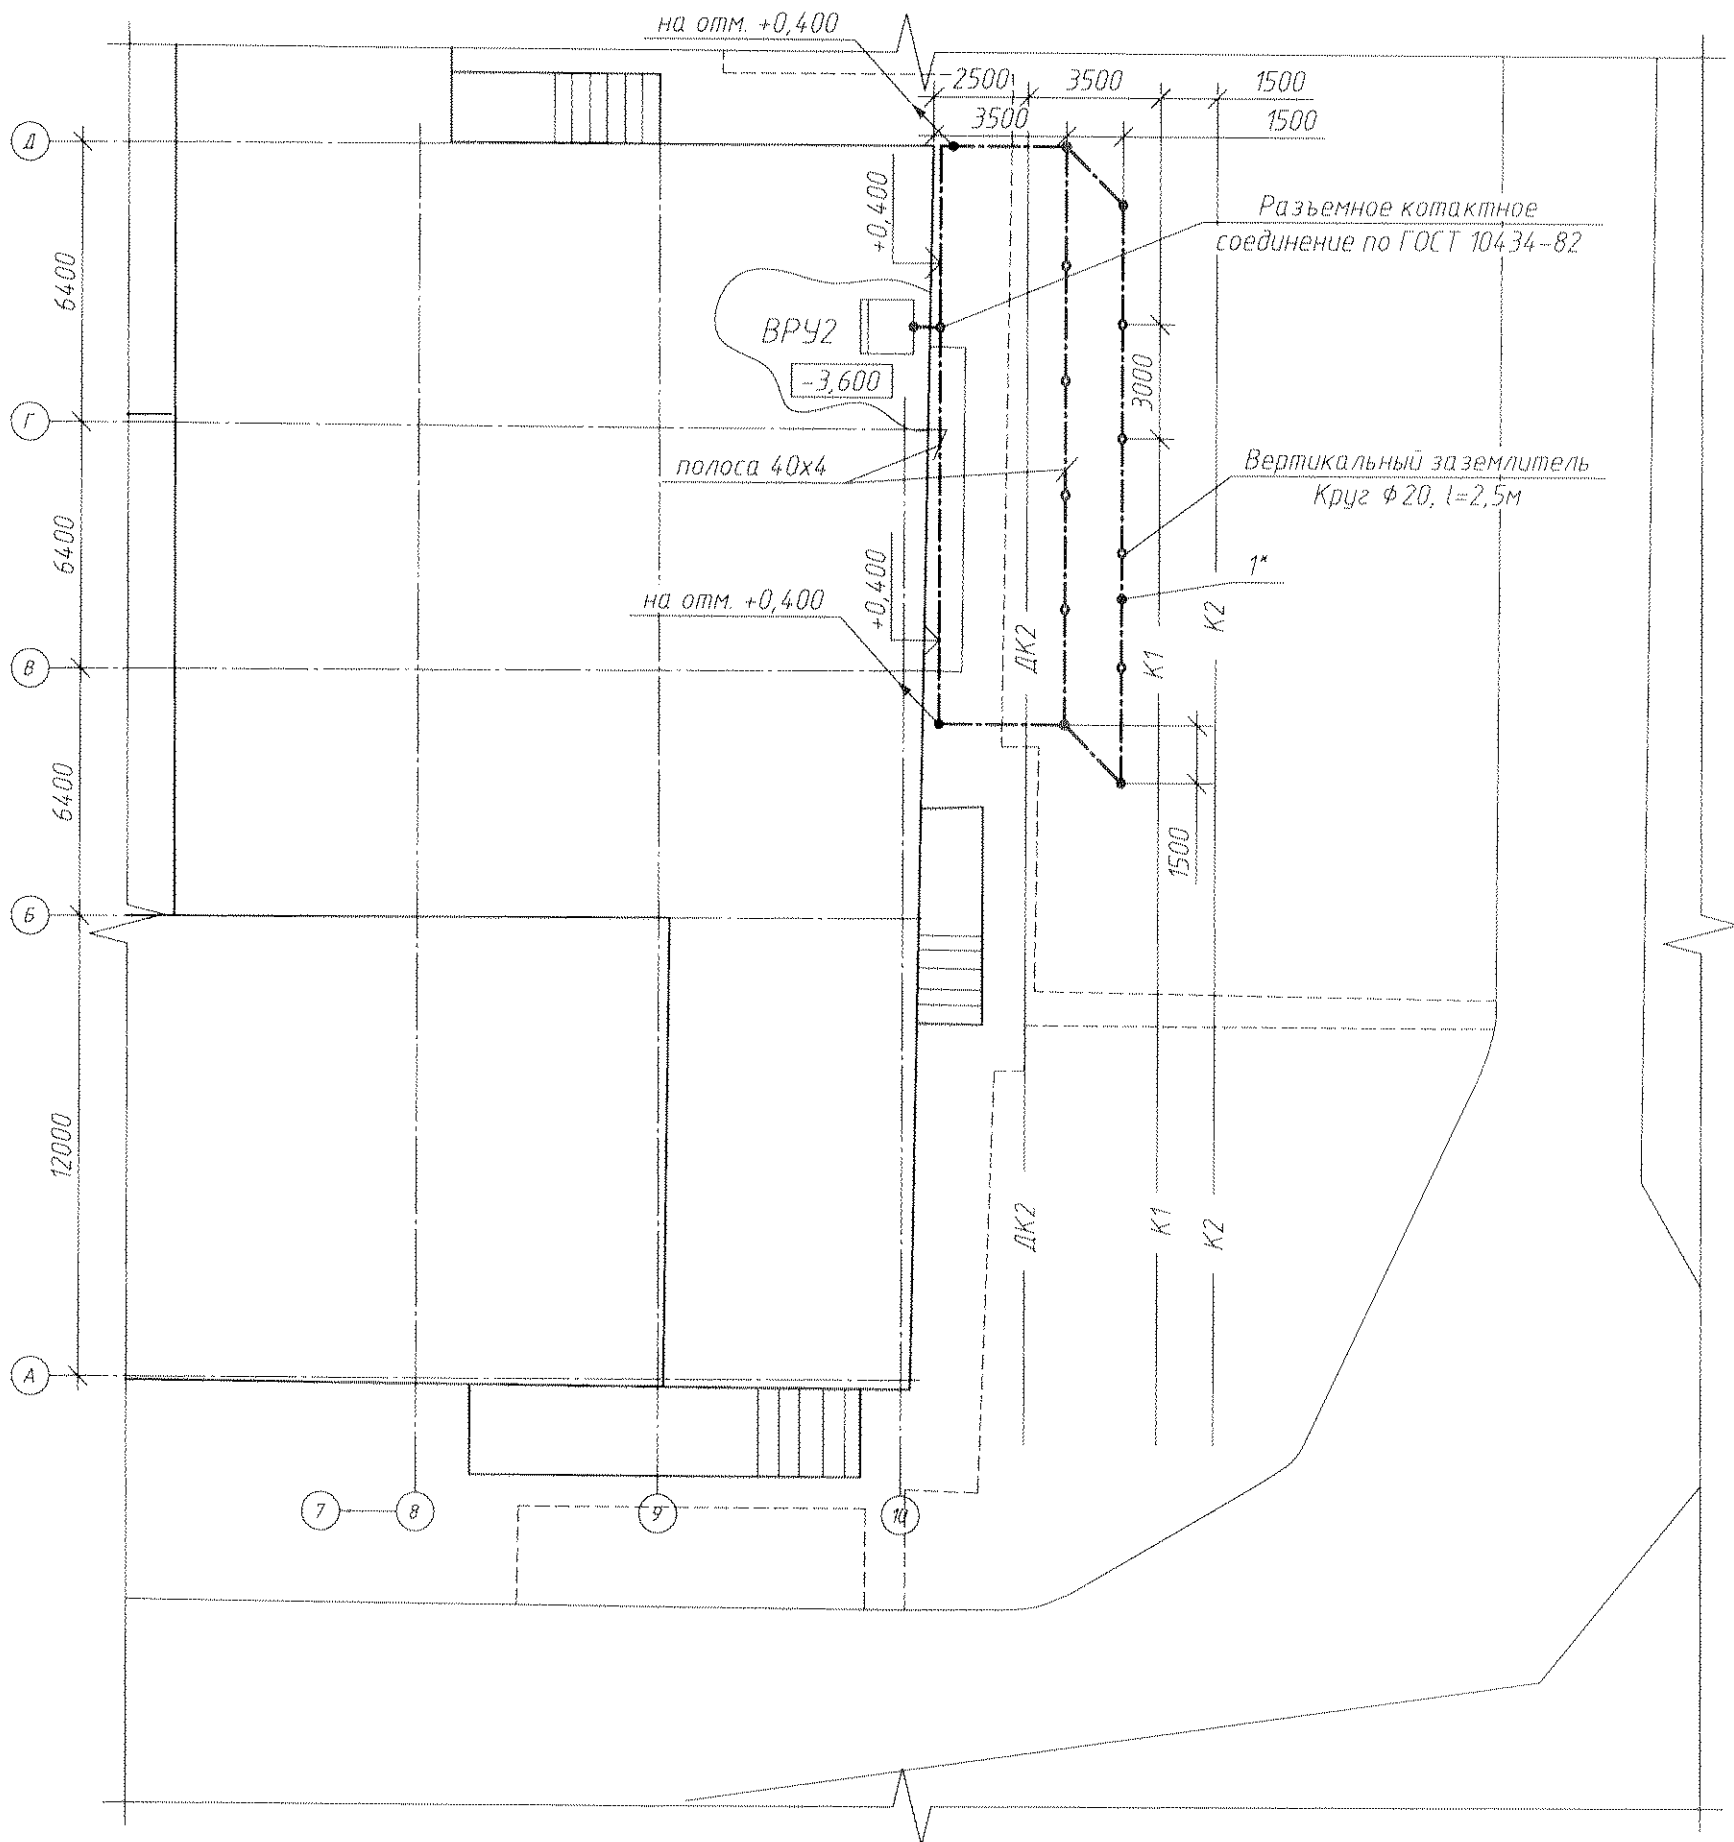 на отм. +0,400
2500
3500
1500
3500
1500
Д
+0,400
Разъемное котактное
соединение по ГОСТ 10434-82
6400
ВРУ2
-3,600
3000
Г
полоса 40х4
Вертикальный заземлитель
Круг ф20, l=2,5м
6400
+0,400
1*
на отм. +0,400
ДК2
К1
К2
В
6400
1500
Б
12000
ДК2
К1
К2
А
7
8
9
10